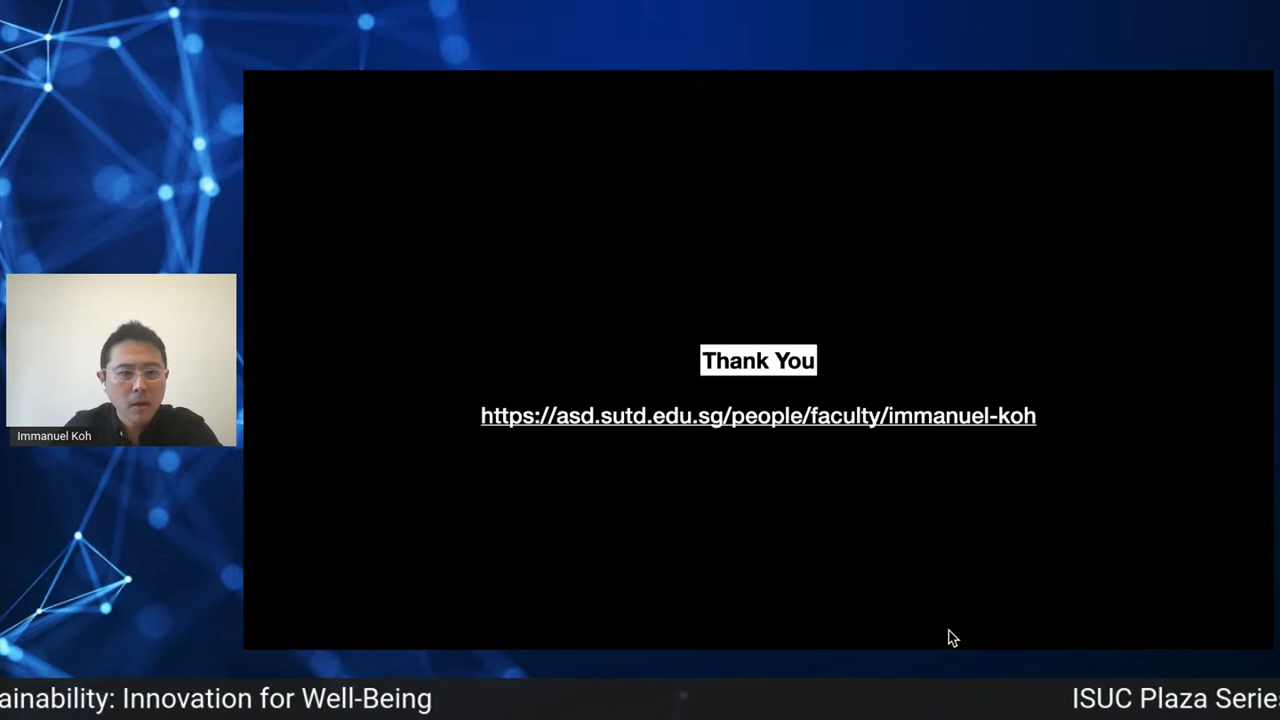 Thank You
https://asd.sutd.edu.sg/people/faculty/immanuel-koh
Immanuel Koh
ainability: Innovation for Well-Being
ISUC Plaza Serie